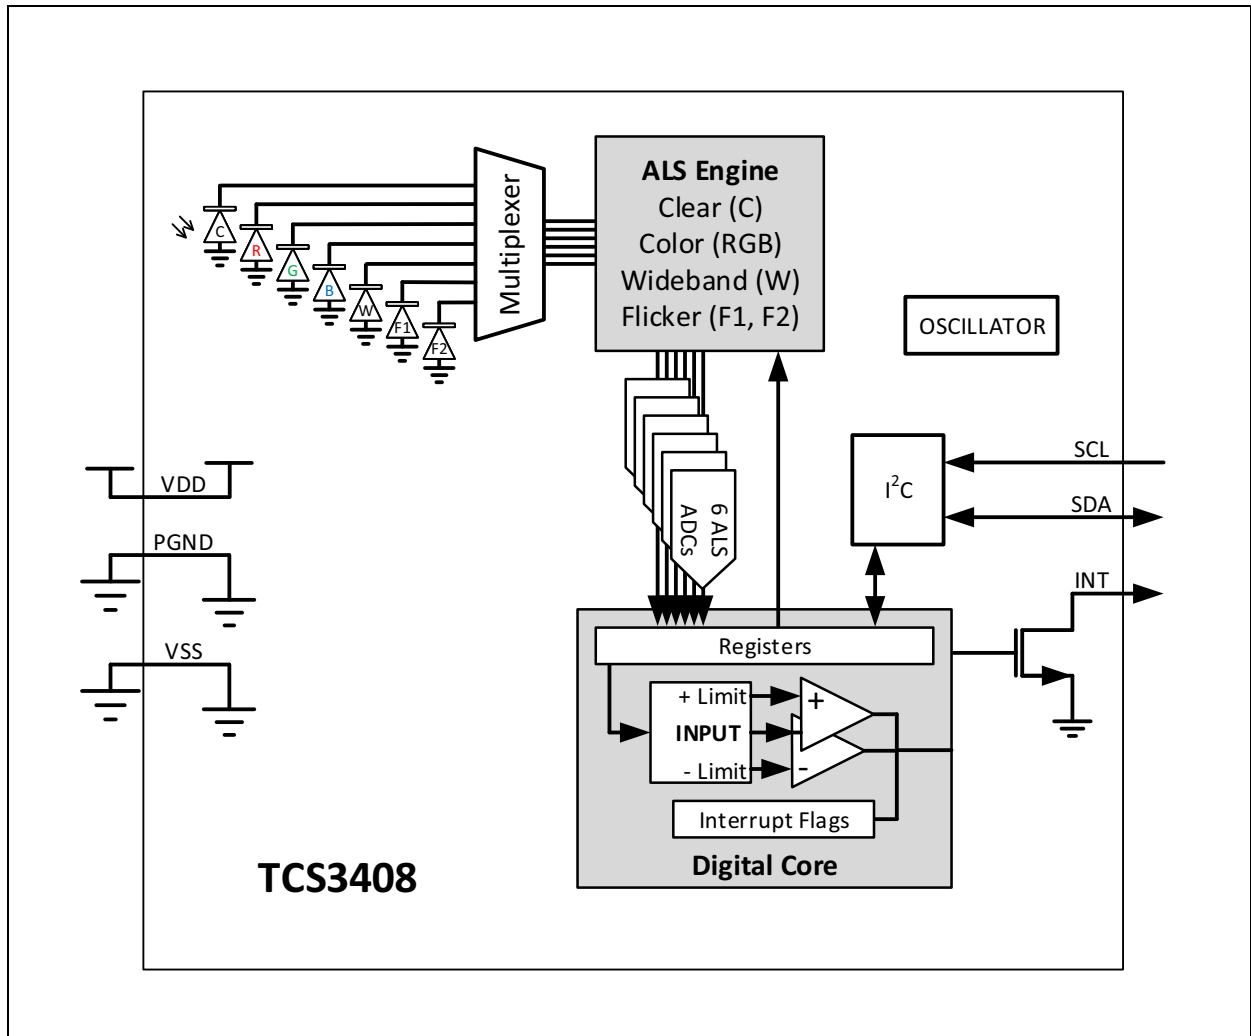 ALS Engine
Clear (C)
Color (RGB)
Wideband (W)
Flicker (F1, F2)
Multiplexer
C
R
G
B
W
F1
F2
OSCILLATOR
6 ALS
ADCs
I²C
SCL
SDA
INT
VDD
PGND
VSS
Registers
+ Limit
INPUT
- Limit
+
-
Interrupt Flags
Digital Core
TCS3408